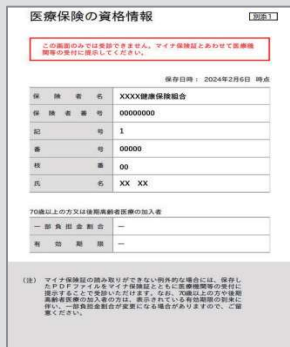 医療保険の資格情報
別添1
この画面のみでは受診できません。マイナ保険証とあわせて医療機
関等の受付に提示してください。
保存日時： 2024年2月6日 時点
保険者名 XXXX健康保険組合
保険者番号 00000000
記号 1
番号 00000
枝番 00
氏名 XX XX
70歳以上の方又は後期高齢者医療の加入者
一部負担金割合 －
有効期限 －
(注) マイナ保険証の読み取りができない例外的な場合には、保存し
たPDFファイルをマイナ保険証とともに医療機関等の受付に
提示することで受診いただけます。なお、70歳以上の方や後期
高齢者医療の加入者の方は、表示されている有効期限の到来に
伴い、一部負担金割合が変更になる場合がありますので、ご留
意ください。